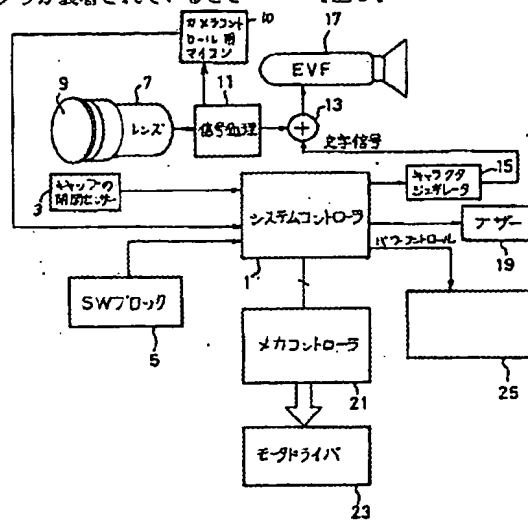 カメラコント
ロール用
マイコン
10
17
EVF
9
7
レンズ
11
信号処理
13
文字信号
キャラクタ
ジェネレータ
15
キャップの
開閉センサー
3
システムコントローラ
1
ブザー
19
パワコントロール
SWブロック
5
メカコントローラ
21
25
モータドライバ
23